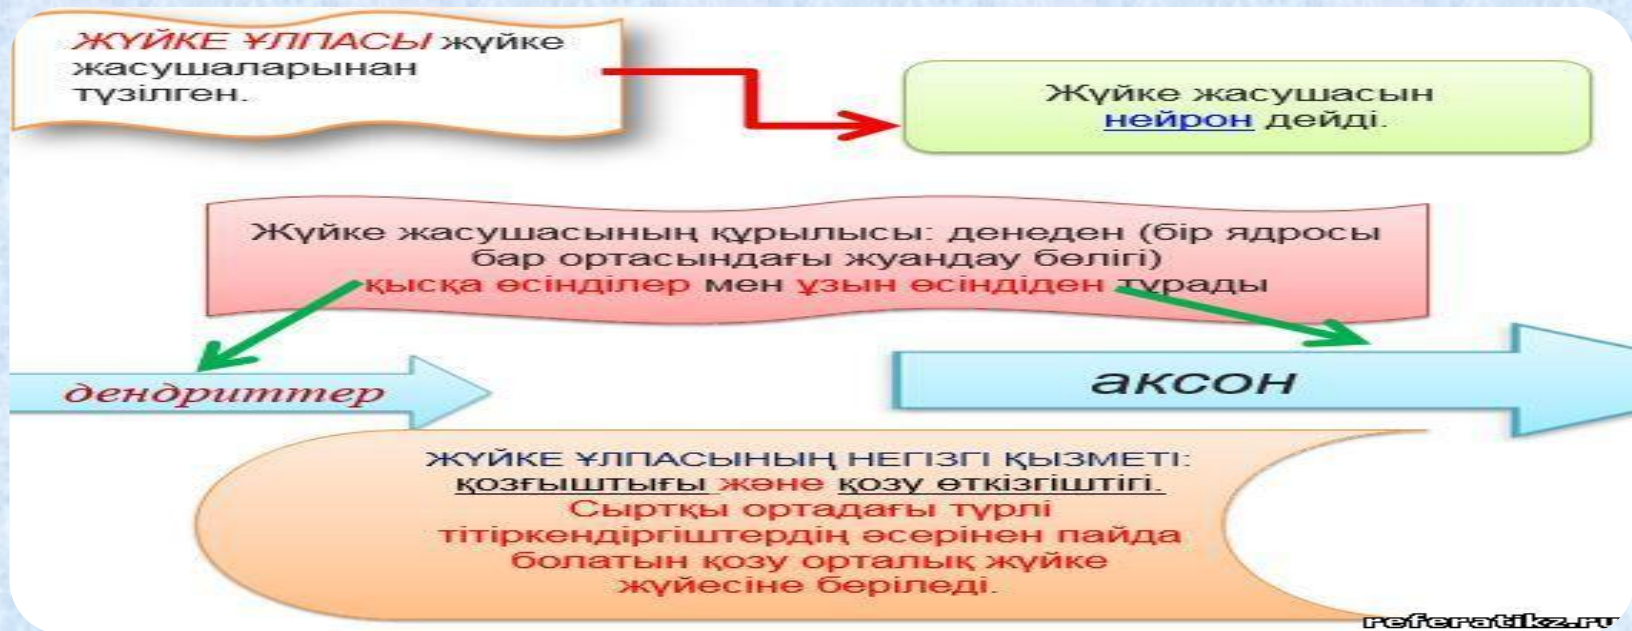 ЖҮЙКЕ ҰЛПАСЫ жүйке
жасушаларынан
түзілген.
Жүйке жасушасын
нейрон дейді.
Жүйке жасушасының құрылысы: денеден (бір ядросы
бар ортасындағы жуандау бөлігі)
қысқа өсінділер мен ұзын өсіндіден тұрады
дендриттер
аксон
ЖҮЙКЕ ҰЛПАСЫНЫҢ НЕГІЗГІ ҚЫЗМЕТІ:
қозғыштығы және қозу өткізгіштігі.
Сыртқы ортадағы түрлі
тітіркендіргіштердің әсерінен пайда
болатын қозу орталық жүйке
жүйесіне беріледі.
referatikz.ru